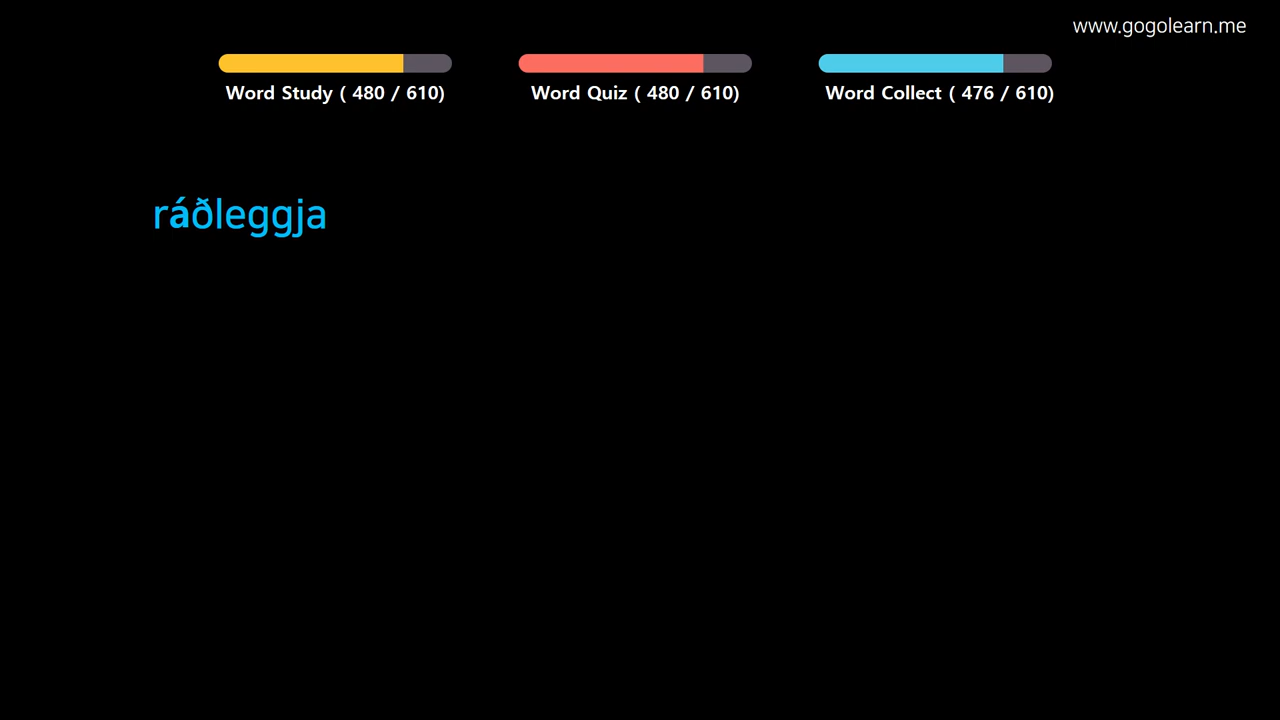 www.gogolearn.me
Word Study ( 480 / 610)
Word Quiz ( 480 / 610)
Word Collect ( 476 / 610)
ráðleggja